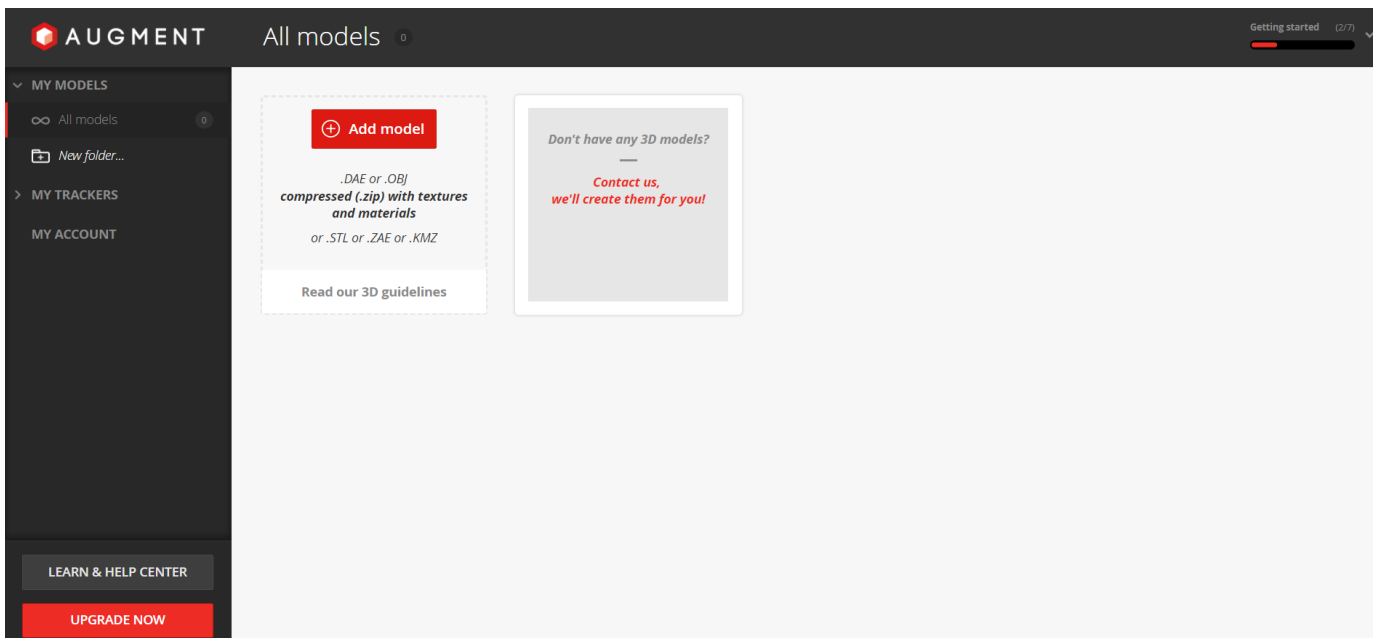 AUGMENT
All models 0
Getting started (2/7)
MY MODELS
All models 0
New folder...
MY TRACKERS
MY ACCOUNT
LEARN & HELP CENTER
UPGRADE NOW
Add model
.DAE or .OBJ
compressed (.zip) with textures
and materials
or .STL or .ZAE or .KMZ
Read our 3D guidelines
Don't have any 3D models?
Contact us,
we'll create them for you!